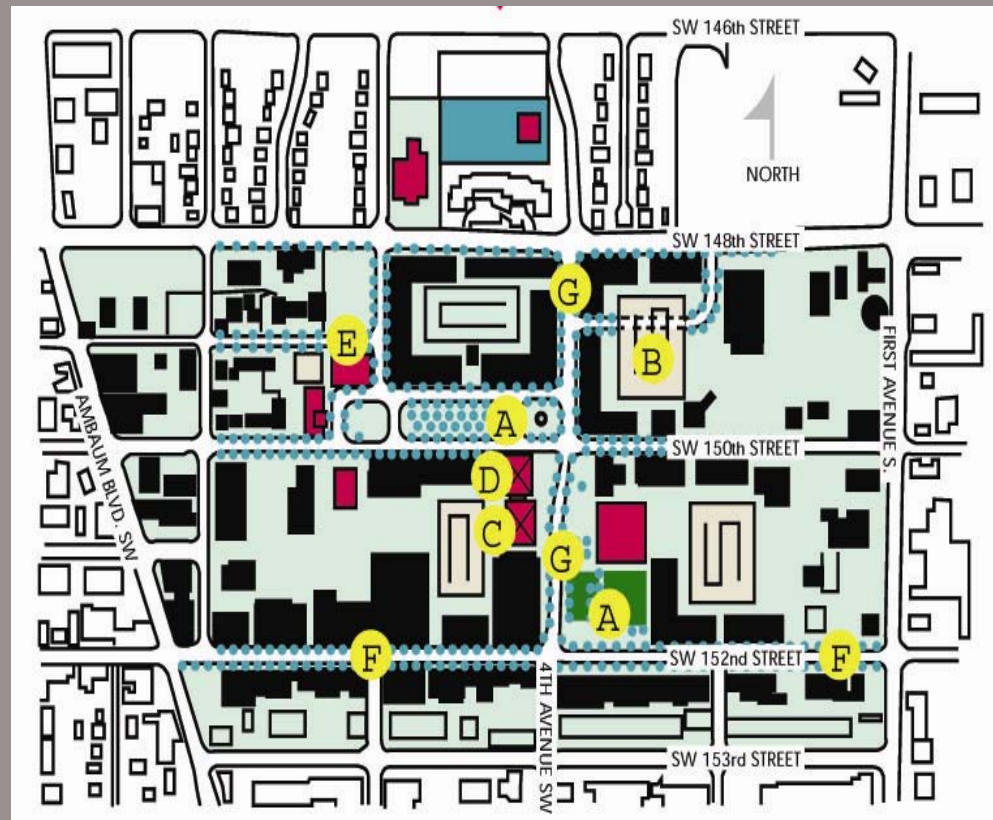 SW 146th STREET
NORTH
SW 148th STREET
G
E
B
FIRST AVENUE S.
A
AMBAUM BLVD. SW
SW 150th STREET
D
C
G
A
F
SW 152nd STREET
F
4TH AVENUE SW
SW 153rd STREET